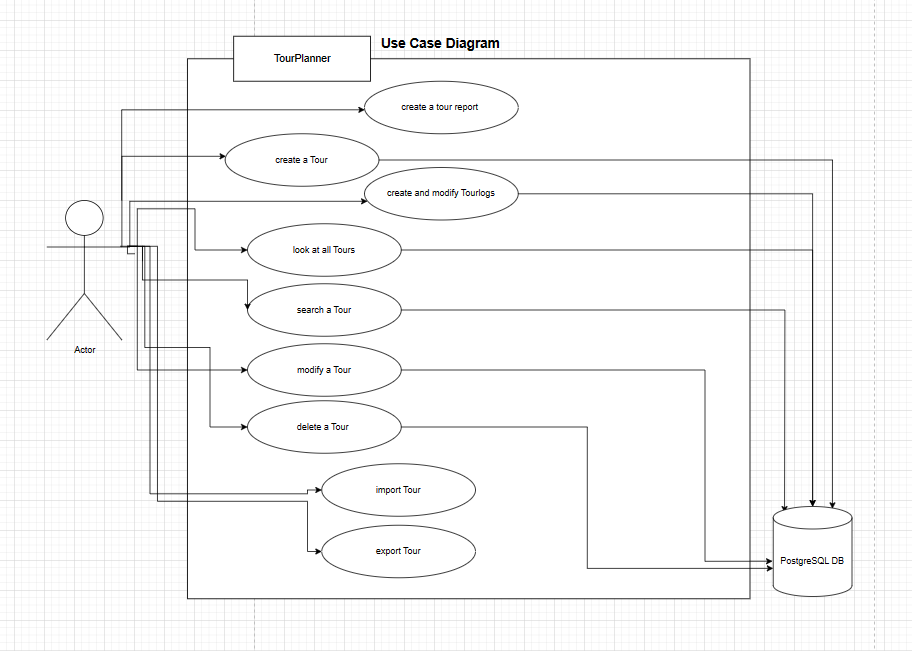 Use Case Diagram
TourPlanner
create a tour report
create a Tour
create and modify Tourlogs
look at all Tours
search a Tour
Actor
modify a Tour
delete a Tour
import Tour
export Tour
PostgreSQL DB